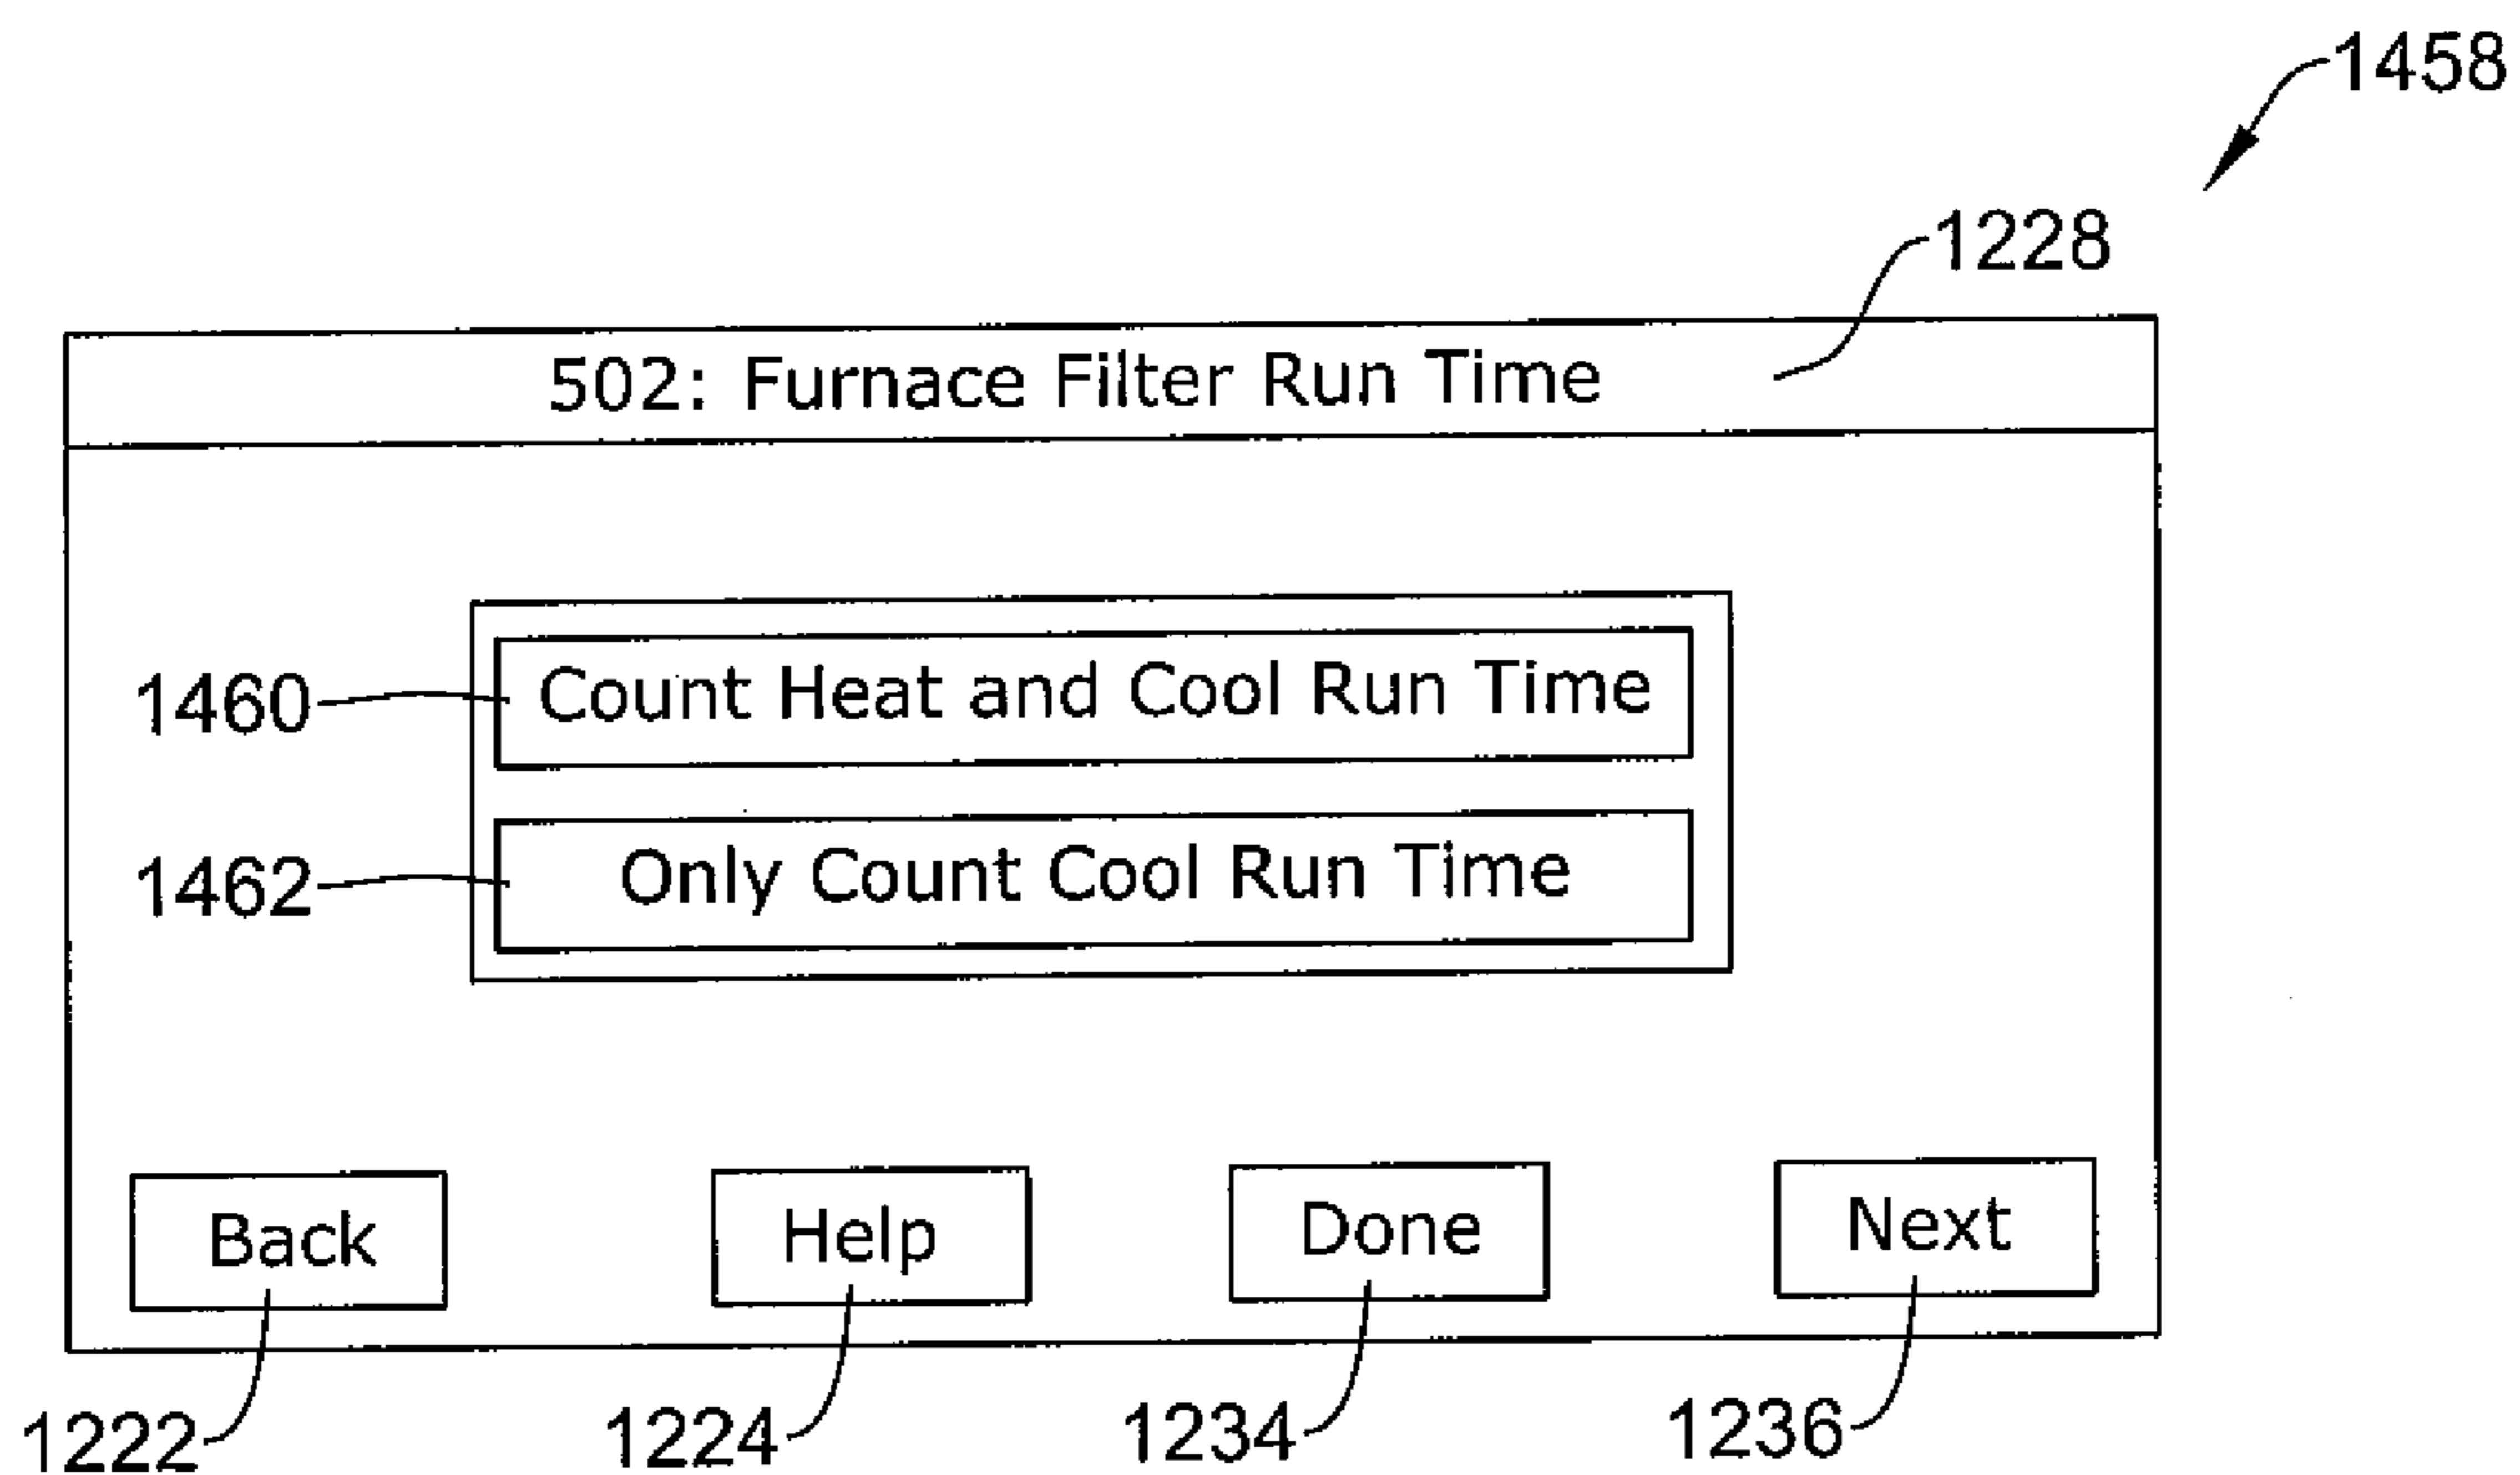 1458
1228
502: Furnace Filter Run Time
1460 Count Heat and Cool Run Time
1462 Only Count Cool Run Time
Back Help Done Next
1222 1224 1234 1236